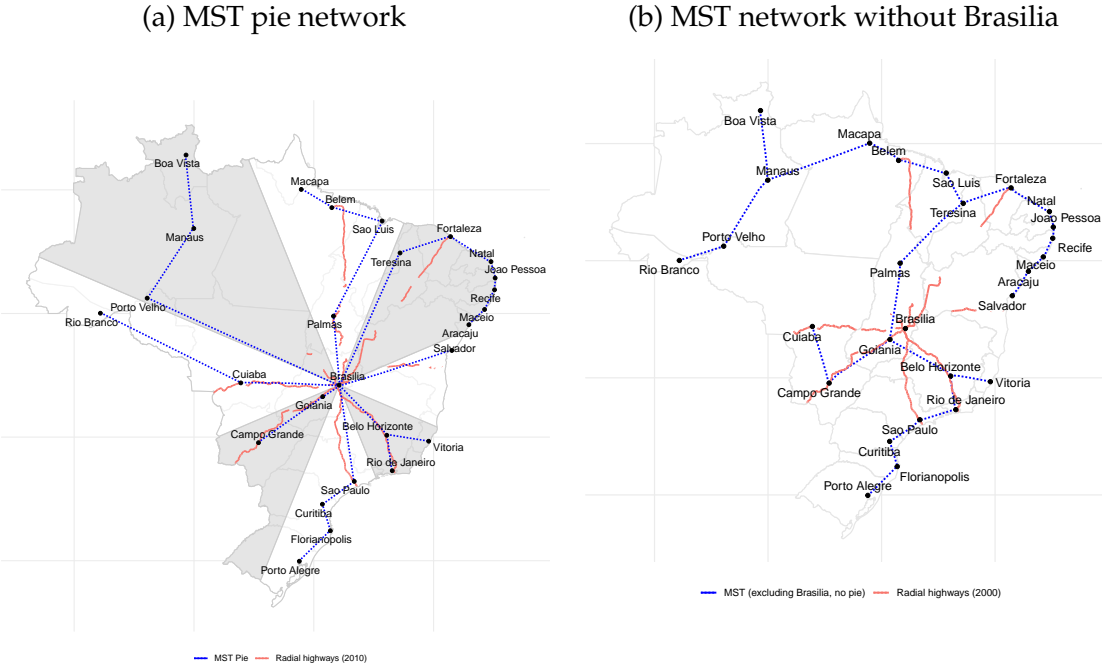 (a) MST pie network
Boa Vista
Macapa
Belem
Sao Luis
Manaus
Fortaleza
Teresina
Natal
Joao Pessoa
Recife
Porto Velho
Rio Branco
Maceio
Palmas
Aracaju
Salvador
Cuiaba
Brasilia
Goiania
Campo Grande
Belo Horizonte
Vitoria
Rio de Janeiro
Sao Paulo
Curitiba
Florianopolis
Porto Alegre
MST Pie
Radial highways (2010)
(b) MST network without Brasilia
Boa Vista
Macapa
Belem
Manaus
Sao Luis
Fortaleza
Teresina
Natal
Joao Pessoa
Porto Velho
Recife
Rio Branco
Palmas
Maceio
Aracaju
Salvador
Brasilia
Cuiaba
Goiania
Belo Horizonte
Vitoria
Campo Grande
Rio de Janeiro
Sao Paulo
Curitiba
Florianopolis
Porto Alegre
MST (excluding Brasilia, no pie)
Radial highways (2000)